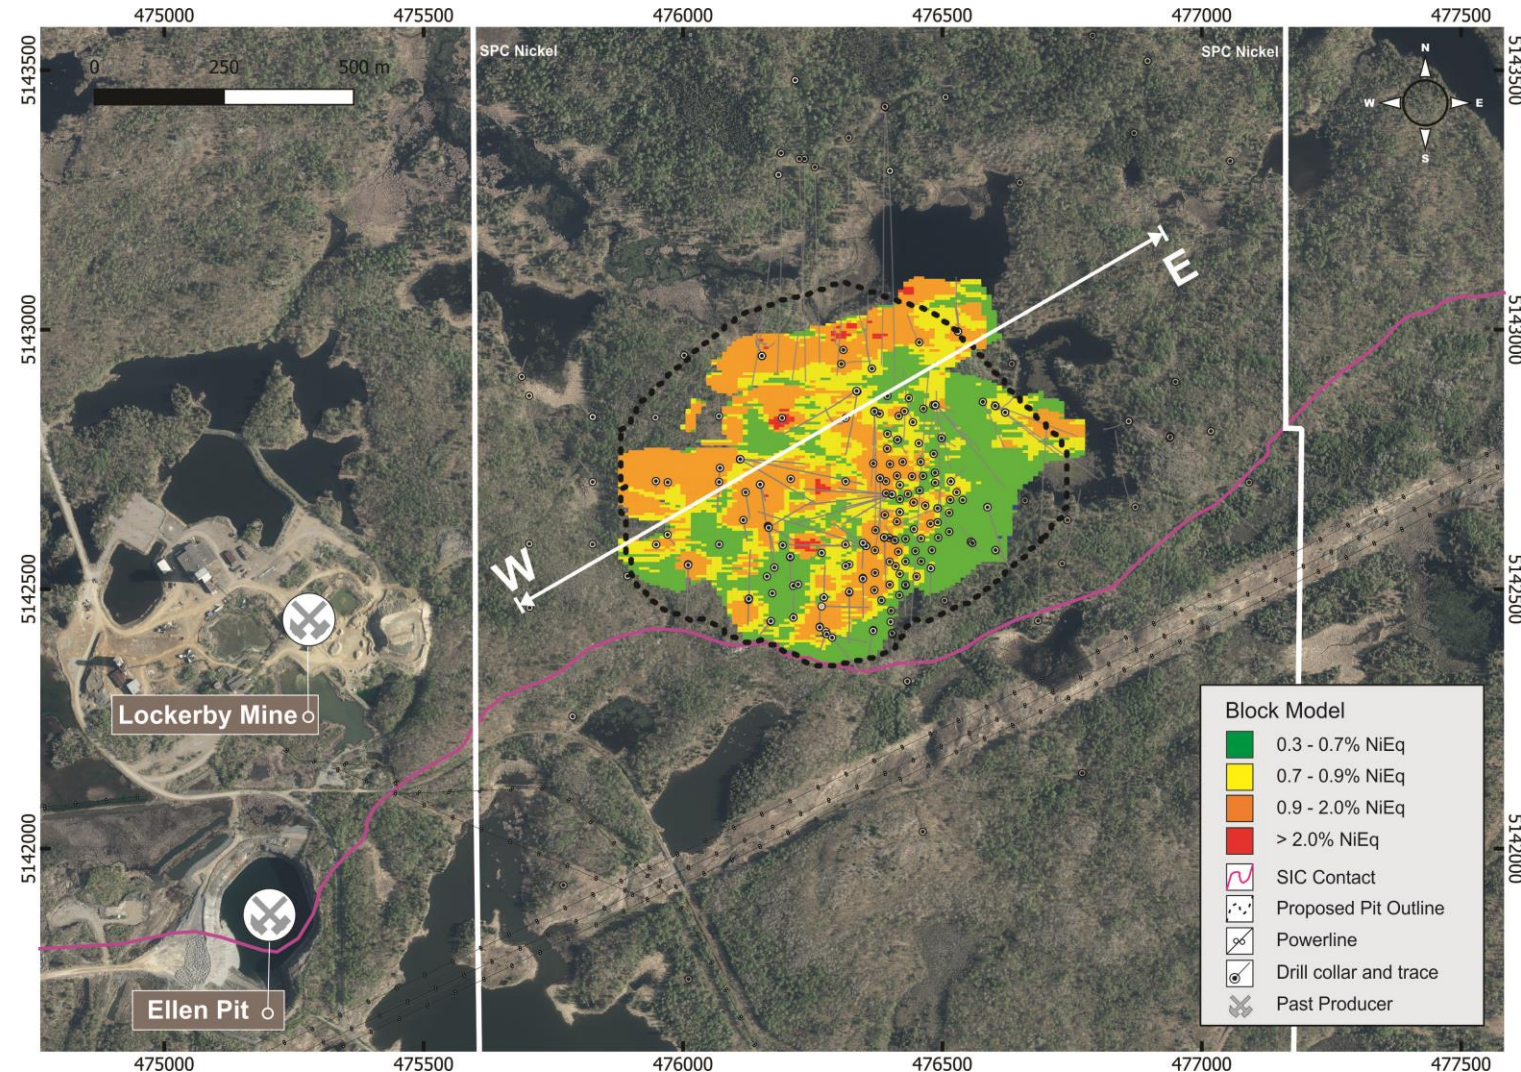 475000 475500 476000 476500 477000 477500
5143500
5143000
5142500
5142000
0 250 500 m
SPC Nickel
SPC Nickel
N
W E
S
5143500
5143000
5142500
5142000
E
W
Lockerby Mine
Ellen Pit
Block Model
0.3 - 0.7% NiEq
0.7 - 0.9% NiEq
0.9 - 2.0% NiEq
> 2.0% NiEq
SIC Contact
Proposed Pit Outline
Powerline
Drill collar and trace
Past Producer
475000 475500 476000 476500 477000 477500